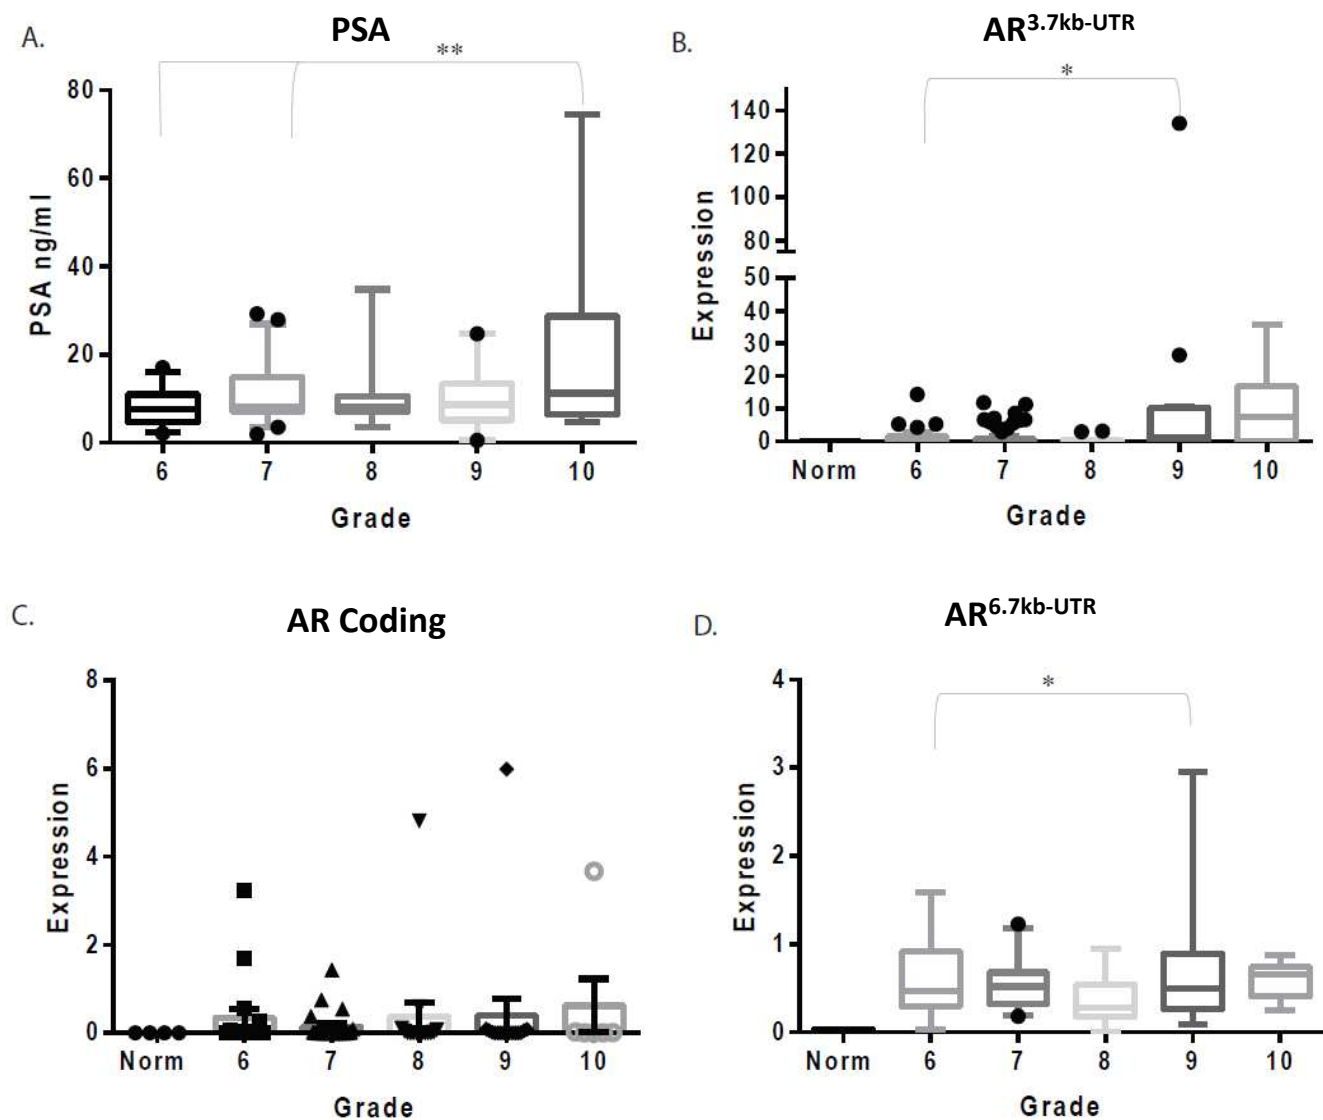 A.
PSA
**
80
60
40
20
0
PSA ng/ml
6 7 8 9 10
Grade
B.
AR3.7kb-UTR
*
140
120
100
80
50
40
30
20
10
0
Expression
Norm 6 7 8 9 10
Grade
C.
AR Coding
8
6
4
2
0
Expression
Norm 6 7 8 9 10
Grade
D.
AR6.7kb-UTR
*
4
3
2
1
0
Expression
Norm 6 7 8 9 10
Grade